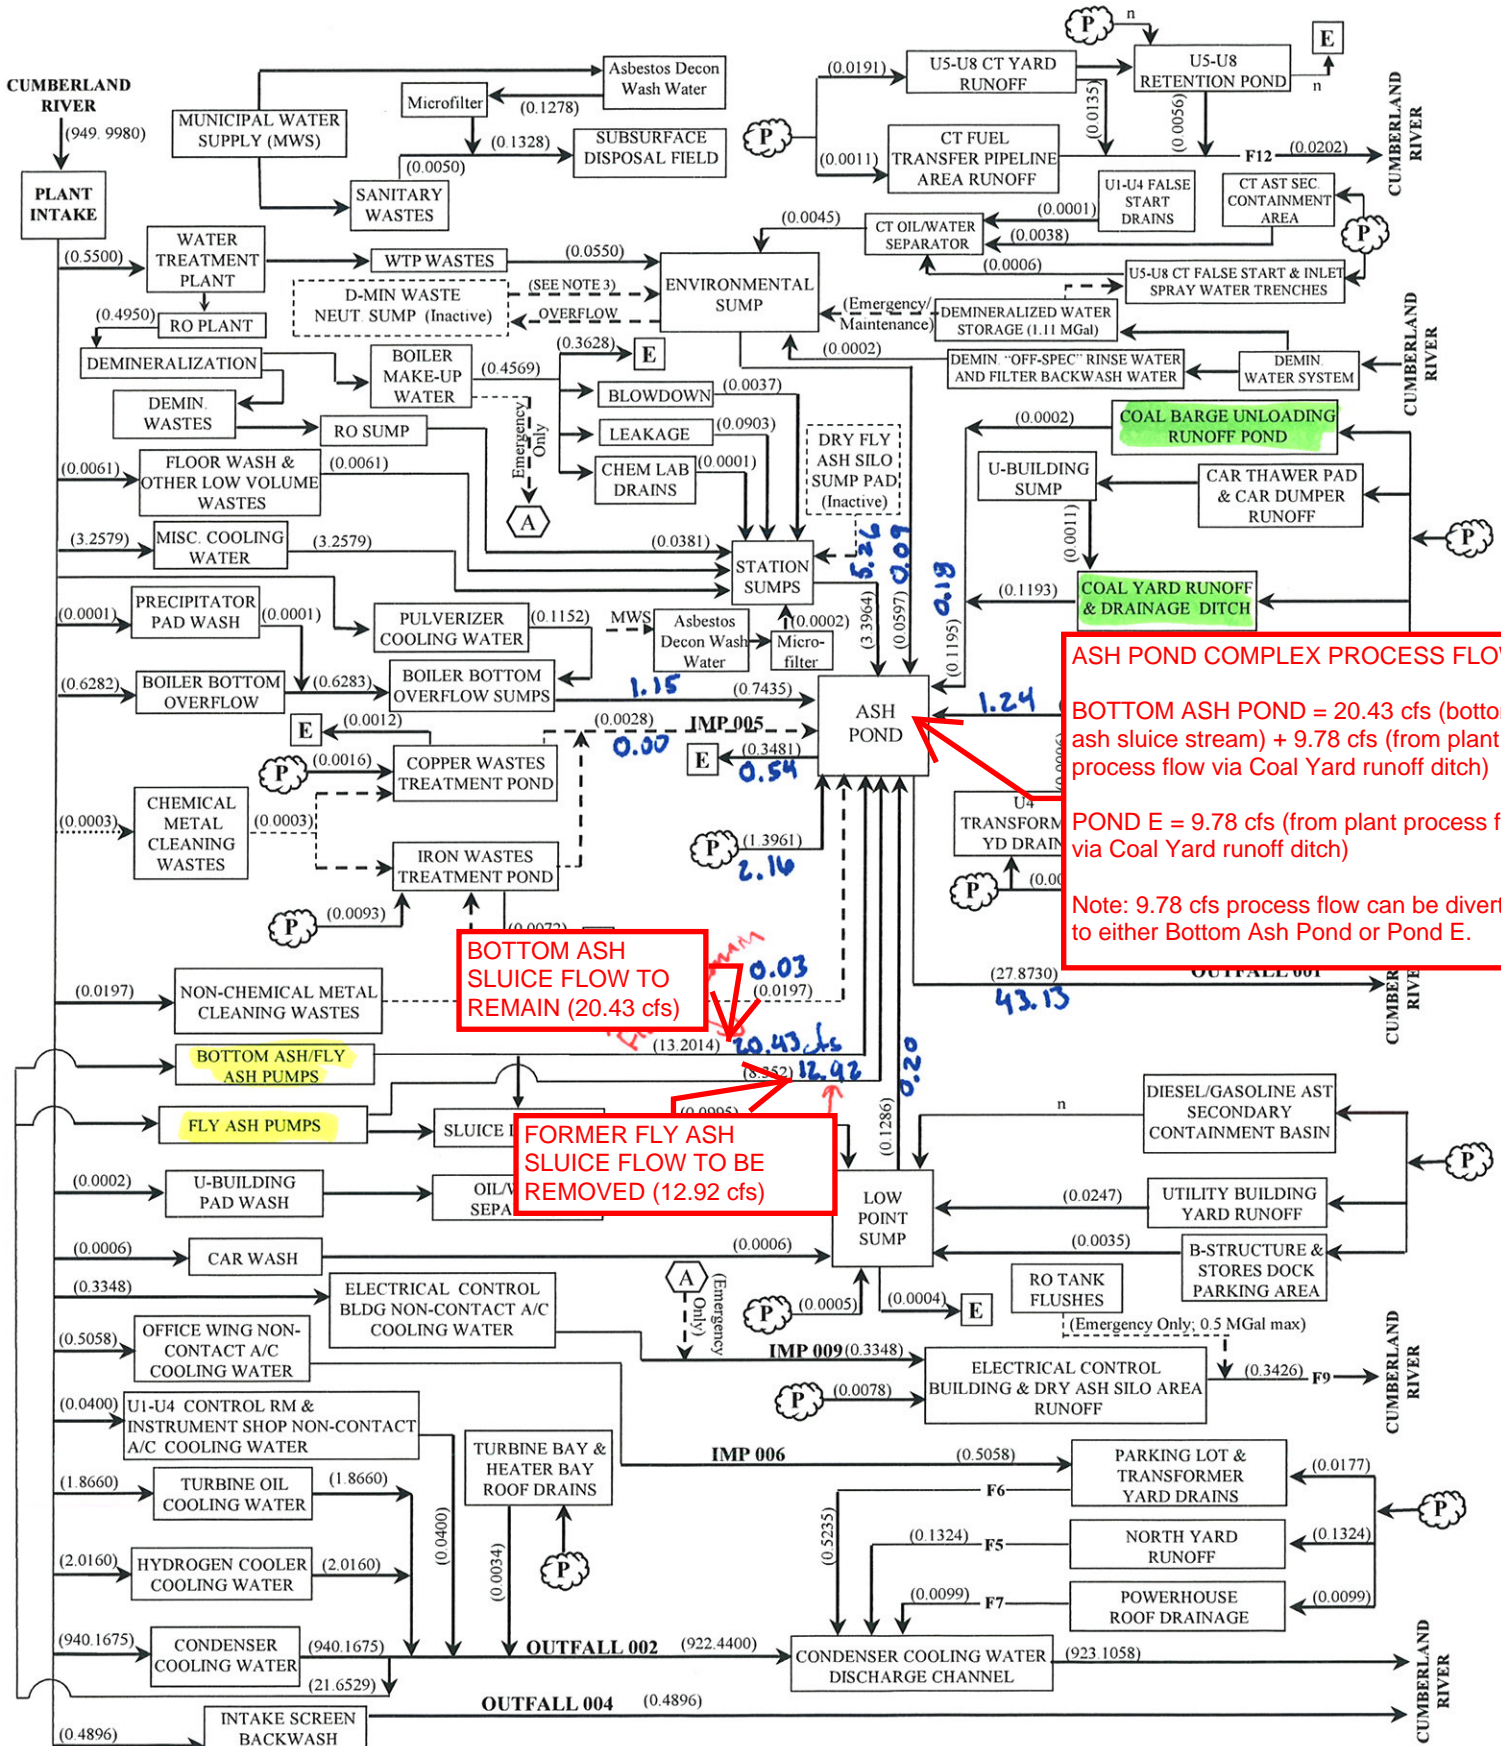 CUMBERLAND
RIVER
(949. 9980)
PLANT
INTAKE
MUNICIPAL WATER
SUPPLY (MWS)
Asbestos Decon
Wash Water
Microfilter
(0.1278)
(0.1328)
SUBSURFACE
DISPOSAL FIELD
(0.0050)
SANITARY
WASTES
P
n
E
(0.0191)
U5-U8 CT YARD
RUNOFF
U5-U8
RETENTION POND
n
(0.0135)
(0.0056)
P
(0.0011)
CT FUEL
TRANSFER PIPELINE
AREA RUNOFF
F12
(0.0202)
CUMBERLAND
RIVER
U1-U4 FALSE
START
DRAINS
CT AST SEC.
CONTAINMENT
AREA
(0.0001)
(0.0038)
P
(0.0045)
CT OIL/WATER
SEPARATOR
(0.0006)
U5-U8 CT FALSE START & INLET
SPRAY WATER TRENCHES
(0.5500)
WATER
TREATMENT
PLANT
WTP WASTES
(0.0550)
ENVIRONMENTAL
SUMP
D-MIN WASTE
NEUT. SUMP (Inactive)
(SEE NOTE 3)
OVERFLOW
(Emergency/
Maintenance)
DEMINERALIZED WATER
STORAGE (1.11 MGal)
(0.4950)
RO PLANT
DEMINERALIZATION
BOILER
MAKE-UP
WATER
(0.4569)
(0.3628)
E
(0.0002)
DEMIN. "OFF-SPEC" RINSE WATER
AND FILTER BACKWASH WATER
DEMIN.
WATER SYSTEM
CUMBERLAND
RIVER
DEMIN.
WASTES
RO SUMP
Emergency
Only
A
BLOWDOWN
(0.0037)
LEAKAGE
(0.0903)
CHEM LAB
DRAINS
(0.0001)
DRY FLY
ASH SILO
SUMP PAD
(Inactive)
(0.0002)
COAL BARGE UNLOADING
RUNOFF POND
U-BUILDING
SUMP
CAR THAWER PAD
& CAR DUMPER
RUNOFF
P
(0.0011)
(0.0061)
FLOOR WASH &
OTHER LOW VOLUME
WASTES
(0.0061)
(3.2579)
MISC. COOLING
WATER
(3.2579)
(0.0381)
STATION
SUMPS
5.26
0.09
0.18
(3.3964)
(0.0597)
(0.1195)
(0.1193)
COAL YARD RUNOFF
& DRAINAGE DITCH
(0.0001)
PRECIPITATOR
PAD WASH
(0.0001)
PULVERIZER
COOLING WATER
(0.1152)
MWS
Asbestos
Decon Wash
Water
(0.0002)
Micro-
filter
(0.6282)
BOILER BOTTOM
OVERFLOW
(0.6283)
BOILER BOTTOM
OVERFLOW SUMPS
1.15
(0.7435)
ASH
POND
1.24
ASH POND COMPLEX PROCESS FLOW
BOTTOM ASH POND = 20.43 cfs (bottom
ash sluice stream) + 9.78 cfs (from plant
process flow via Coal Yard runoff ditch)
POND E = 9.78 cfs (from plant process f
via Coal Yard runoff ditch)
Note: 9.78 cfs process flow can be divert
to either Bottom Ash Pond or Pond E.
E
(0.0012)
(0.0028)
IMP 005
0.00
E
(0.3481)
0.54
P
(0.0016)
COPPER WASTES
TREATMENT POND
(0.0003)
CHEMICAL
METAL
CLEANING
WASTES
(0.0003)
IRON WASTES
TREATMENT POND
P
(1.3961)
2.16
(0.0006)
U4
TRANSFORM
YD DRAIN
P
(0.00
P
(0.0093)
(0.0072)
BOTTOM ASH
SLUICE FLOW TO
REMAIN (20.43 cfs)
0.03
(0.0197)
(27.8730)
OUTFALL 001
43.13
CUMBER
RIVE
(0.0197)
NON-CHEMICAL METAL
CLEANING WASTES
BOTTOM ASH/FLY
ASH PUMPS
(13.2014)
20.43 cfs
(8.352)
12.92
0.20
(0.1286)
FLY ASH PUMPS
SLUICE
(0.0995)
FORMER FLY ASH
SLUICE FLOW TO BE
REMOVED (12.92 cfs)
n
DIESEL/GASOLINE AST
SECONDARY
CONTAINMENT BASIN
P
(0.0002)
U-BUILDING
PAD WASH
OIL/W
SEPA
LOW
POINT
SUMP
(0.0247)
UTILITY BUILDING
YARD RUNOFF
(0.0006)
CAR WASH
(0.0006)
(0.0035)
B-STRUCTURE &
STORES DOCK
PARKING AREA
(0.3348)
ELECTRICAL CONTROL
BLDG NON-CONTACT A/C
COOLING WATER
A
(Emergency
Only)
P
(0.0005)
(0.0004)
E
RO TANK
FLUSHES
(Emergency Only; 0.5 MGal max)
(0.5058)
OFFICE WING NON-
CONTACT A/C
COOLING WATER
IMP 009
(0.3348)
ELECTRICAL CONTROL
BUILDING & DRY ASH SILO AREA
RUNOFF
(0.3426)
F9
CUMBERLAND
RIVER
P
(0.0078)
(0.0400)
U1-U4 CONTROL RM &
INSTRUMENT SHOP NON-CONTACT
A/C COOLING WATER
TURBINE BAY &
HEATER BAY
ROOF DRAINS
IMP 006
(0.5058)
PARKING LOT &
TRANSFORMER
YARD DRAINS
(0.0177)
(1.8660)
TURBINE OIL
COOLING WATER
(1.8660)
F6
P
(0.0400)
(0.0034)
(0.5235)
(0.1324)
F5
NORTH YARD
RUNOFF
(0.1324)
(2.0160)
HYDROGEN COOLER
COOLING WATER
(2.0160)
P
(0.0099)
F7
POWERHOUSE
ROOF DRAINAGE
(0.0099)
(940.1675)
CONDENSER
COOLING WATER
(940.1675)
OUTFALL 002
(922.4400)
CONDENSER COOLING WATER
DISCHARGE CHANNEL
(923.1058)
(21.6529)
CUMBERLAND
RIVER
OUTFALL 004
(0.4896)
(0.4896)
INTAKE SCREEN
BACKWASH